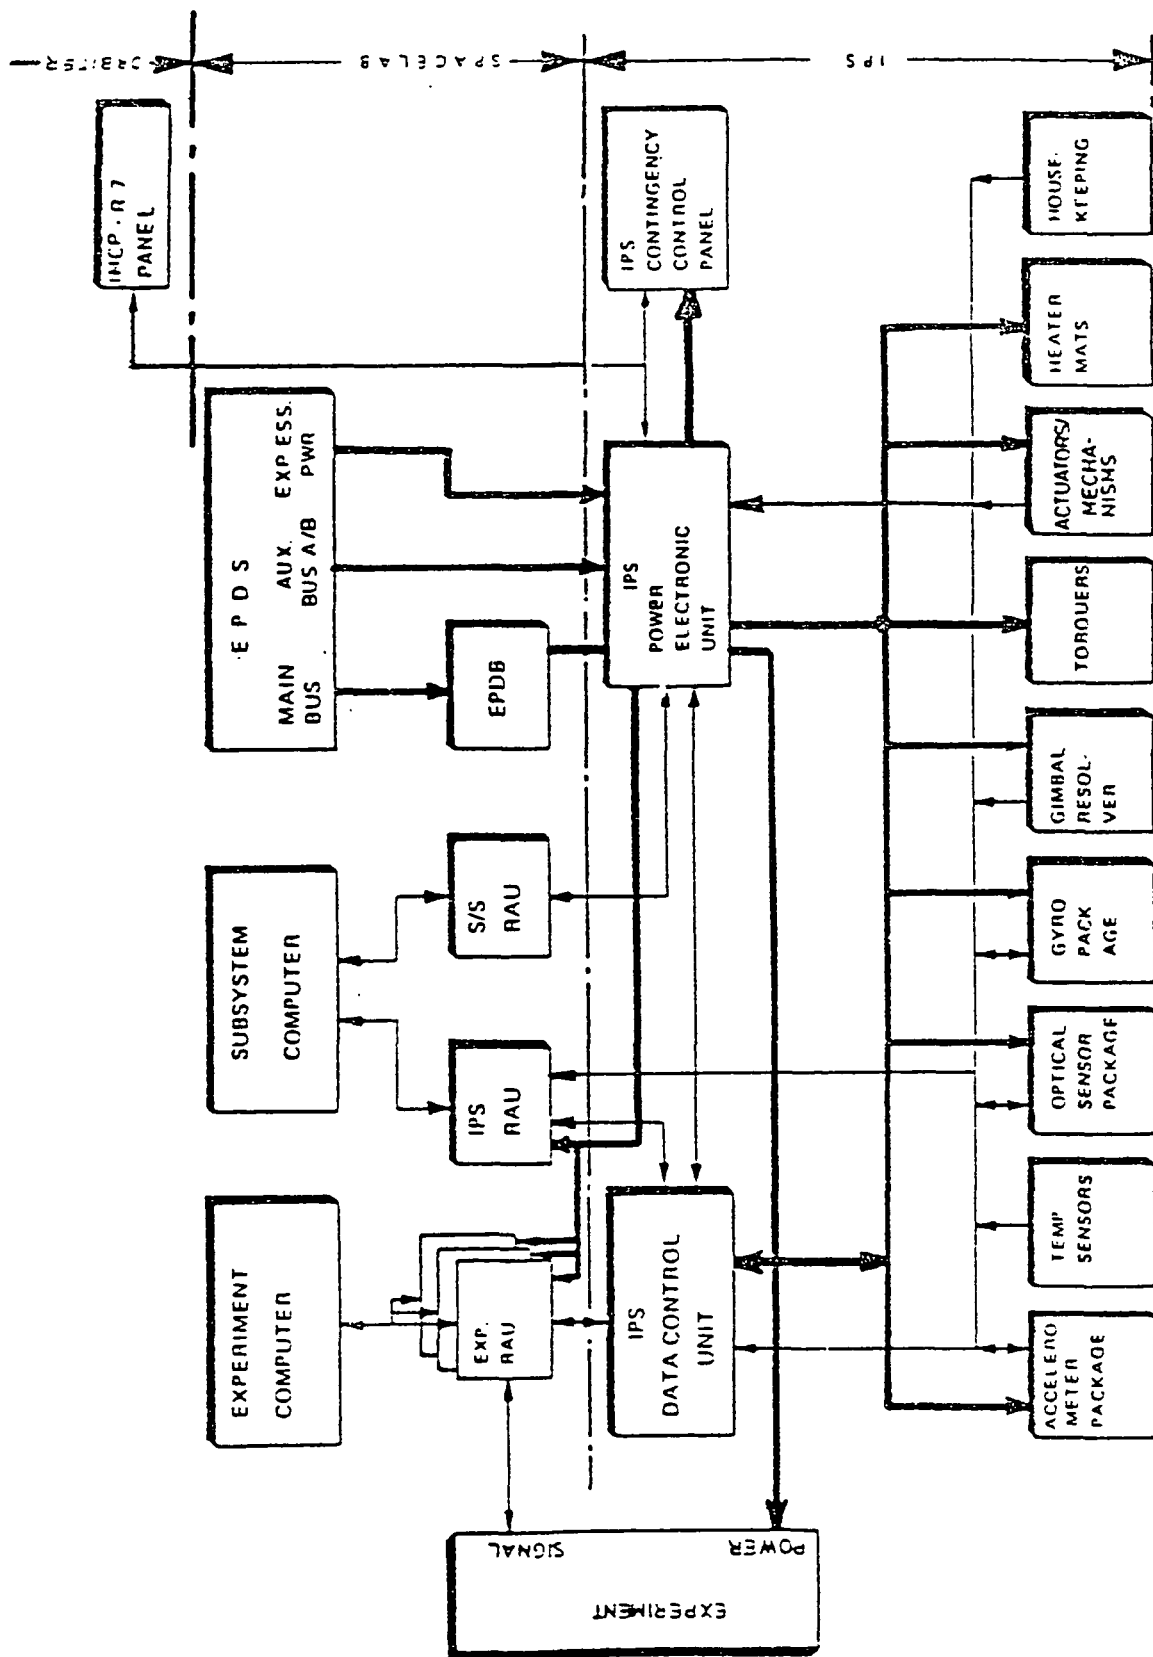 ORBITER
SPACELAB
IPS
PANEL
E P D S
MAIN
BUS
AUX.
BUS A/B
EXP ESS.
PWR
EPDB
SUBSYSTEM
COMPUTER
S/S
RAU
IPS
RAU
EXPERIMENT
COMPUTER
EXP.
RAU
IPS
CONTINGENCY
CONTROL
PANEL
IPS
POWER
ELECTRONIC
UNIT
IPS
DATA CONTROL
UNIT
EXPERIMENT
SIGNAL
POWER
ACCELERO
METER
PACKAGE
TEMP
SENSORS
OPTICAL
SENSOR
PACKAGE
GYRO
PACK
AGE
GIMBAL
RESOL-
VER
TORQUERS
ACTUATORS/
MECHA-
NISMS
HEATER
MATS
HOUSE-
KEEPING